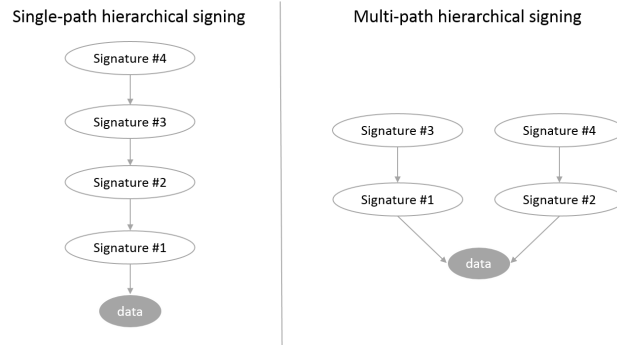 Single-path hierarchical signing
Signature #4
Signature #3
Signature #2
Signature #1
data
Multi-path hierarchical signing
Signature #3
Signature #4
Signature #1
Signature #2
data